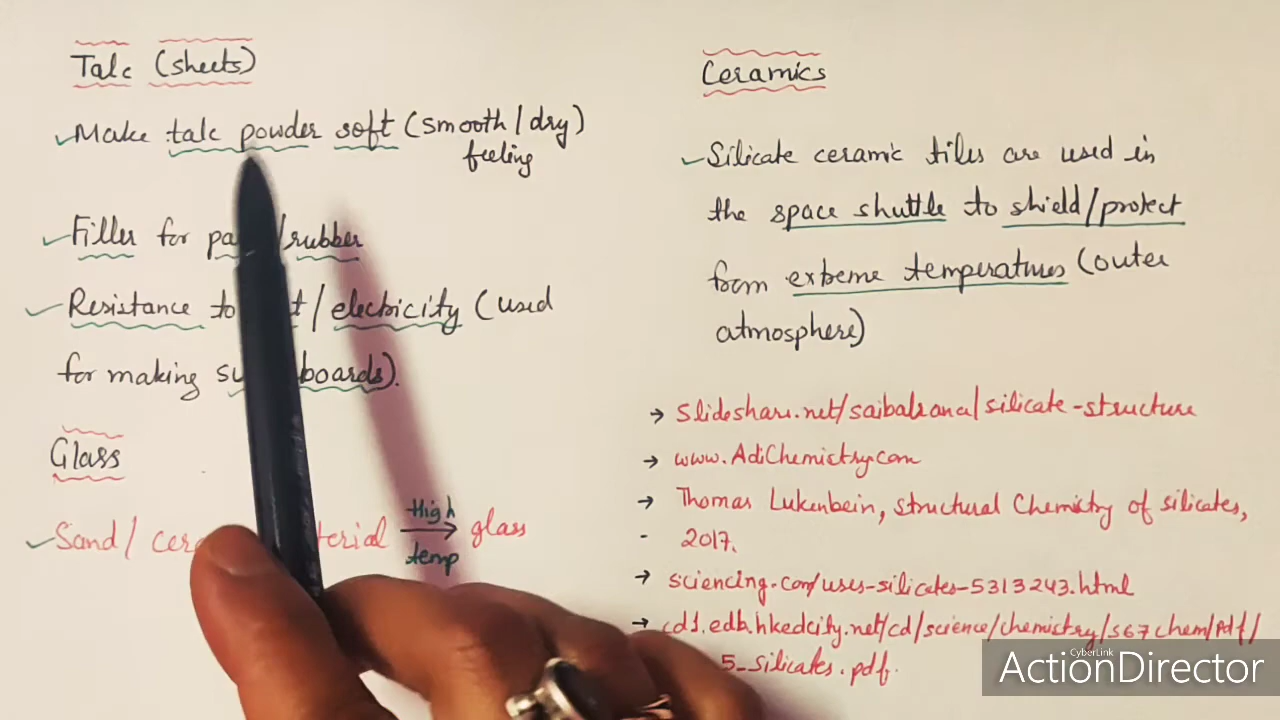 Talc (sheets)
Make talc powder soft (smooth/dry)
feeling
Filler for /rubber
Resistance to /electricity (used
for making boards).
Glass
Sand/ High glass
temp
Ceramics
Silicate ceramic tiles are used in
the space shuttle to shield/protect
from extreme temperatures (outer
atmosphere)
→ Slideshare.net/saibalrana/silicate-structure
→ www.AdiChemistry.com
→ Thomas Lukenbein, Structural Chemistry of silicates,
- 2017.
→ sciencing.com/uses-silicates-5313243.html
→ cd1.edb.hkedcity.net/cd/science/chemistry/s67chem/pdf/
5_silicates.pdf.
CyberLink
ActionDirector